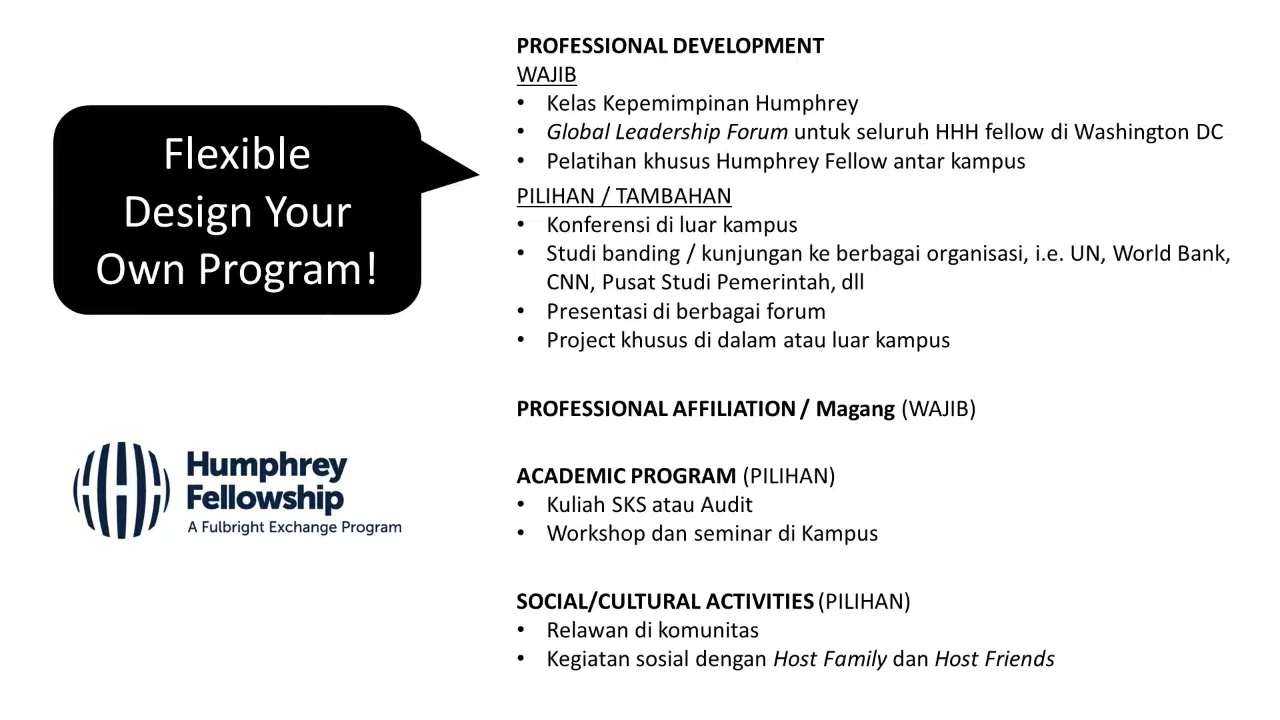 Flexible
Design Your
Own Program!
Humphrey
Fellowship
A Fulbright Exchange Program
PROFESSIONAL DEVELOPMENT
WAJIB
• Kelas Kepemimpinan Humphrey
• Global Leadership Forum untuk seluruh HHH fellow di Washington DC
• Pelatihan khusus Humphrey Fellow antar kampus
PILIHAN / TAMBAHAN
• Konferensi di luar kampus
• Studi banding / kunjungan ke berbagai organisasi, i.e. UN, World Bank,
CNN, Pusat Studi Pemerintah, dll
• Presentasi di berbagai forum
• Project khusus di dalam atau luar kampus
PROFESSIONAL AFFILIATION / Magang (WAJIB)
ACADEMIC PROGRAM (PILIHAN)
• Kuliah SKS atau Audit
• Workshop dan seminar di Kampus
SOCIAL/CULTURAL ACTIVITIES (PILIHAN)
• Relawan di komunitas
• Kegiatan sosial dengan Host Family dan Host Friends